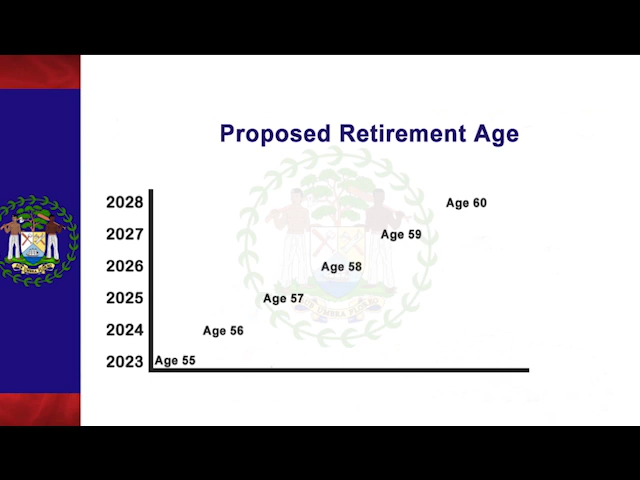 Proposed Retirement Age
2028 Age 60
2027 Age 59
2026 Age 58
2025 Age 57
2024 Age 56
2023 Age 55